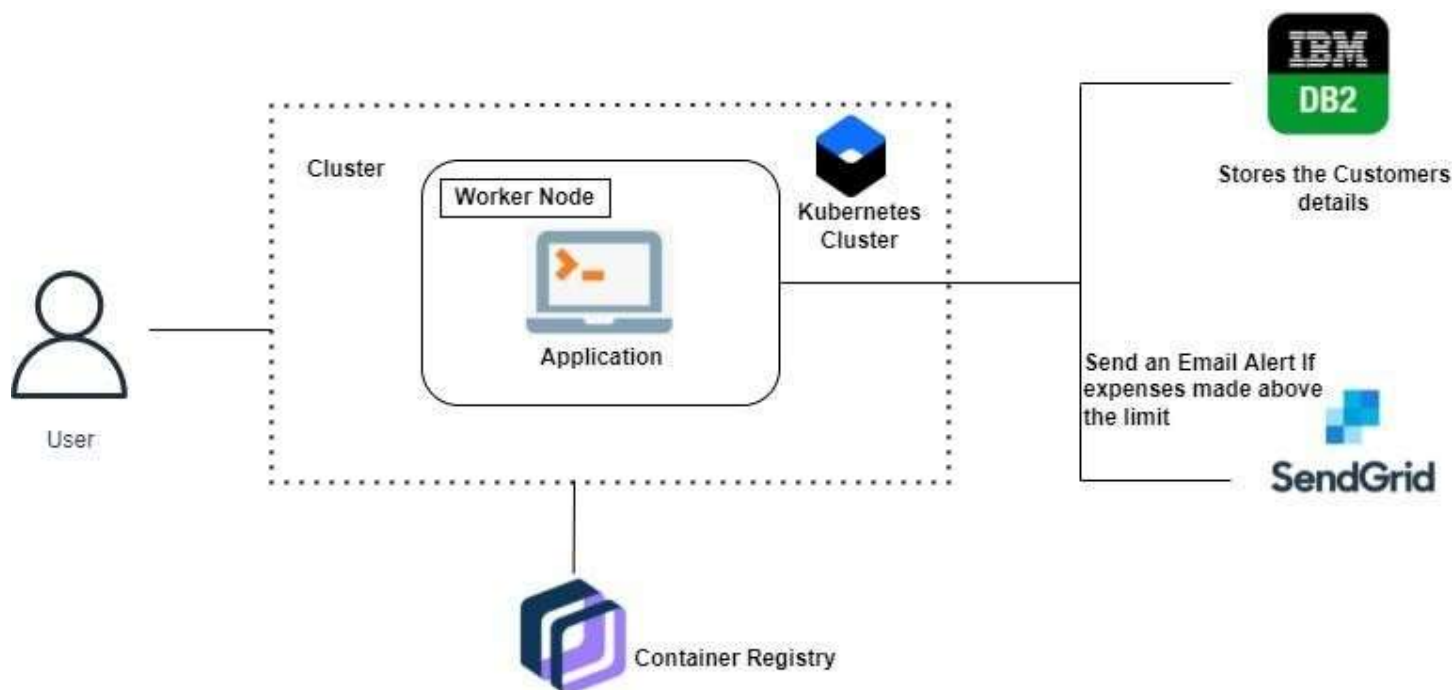 IBM
DB2
Stores the Customers
details
Cluster
Worker Node
Kubernetes
Cluster
Application
User
Send an Email Alert If
expenses made above
the limit
SendGrid
Container Registry